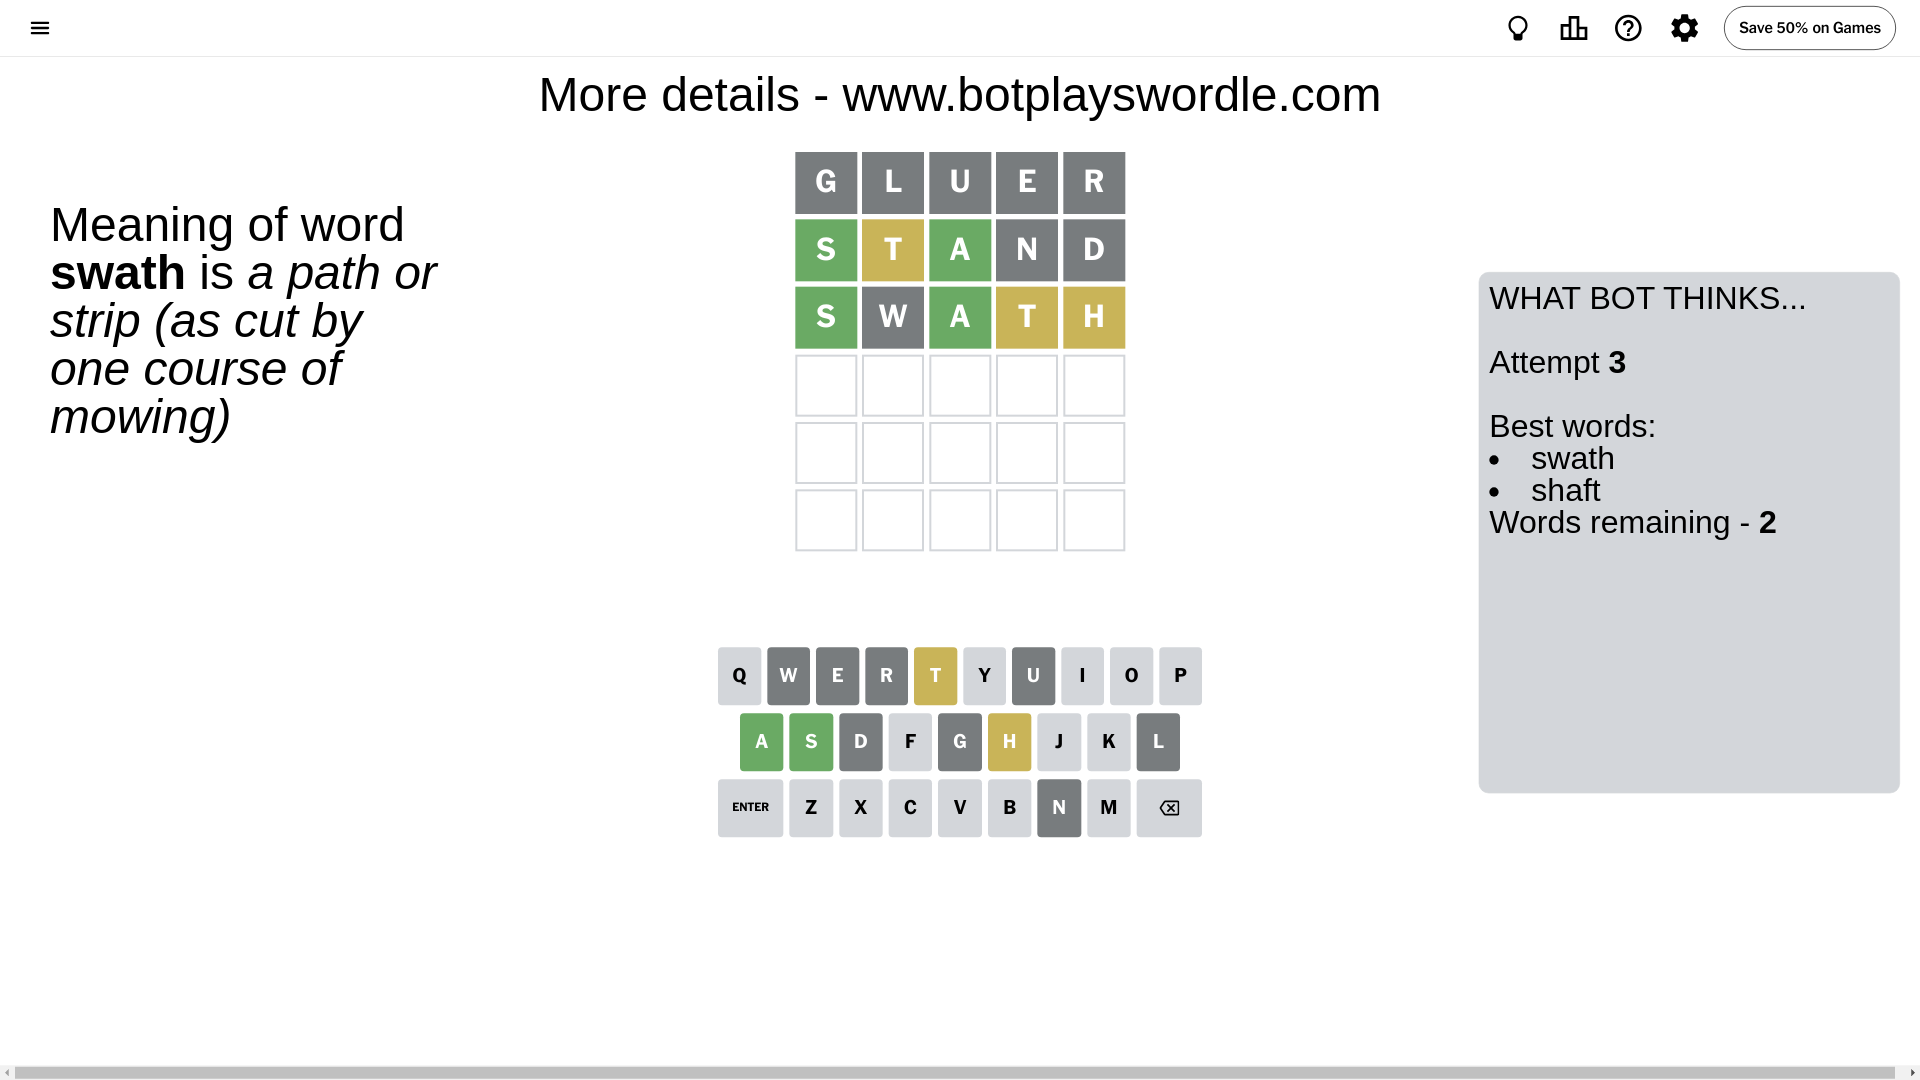 Save 50% on Games
More details - www.botplayswordle.com
Meaning of word
swath is a path or
strip (as cut by
one course of
mowing)
G L U E R
S T A N D
S W A T H
WHAT BOT THINKS...
Attempt 3
Best words:
• swath
• shaft
Words remaining - 2
Q W E R T Y U I O P
A S D F G H J K L
ENTER Z X C V B N M